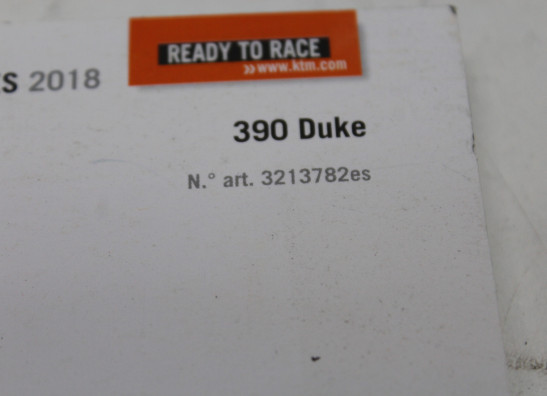 READY TO RACE
»www.ktm.com
2018
390 Duke
N.° art. 3213782es